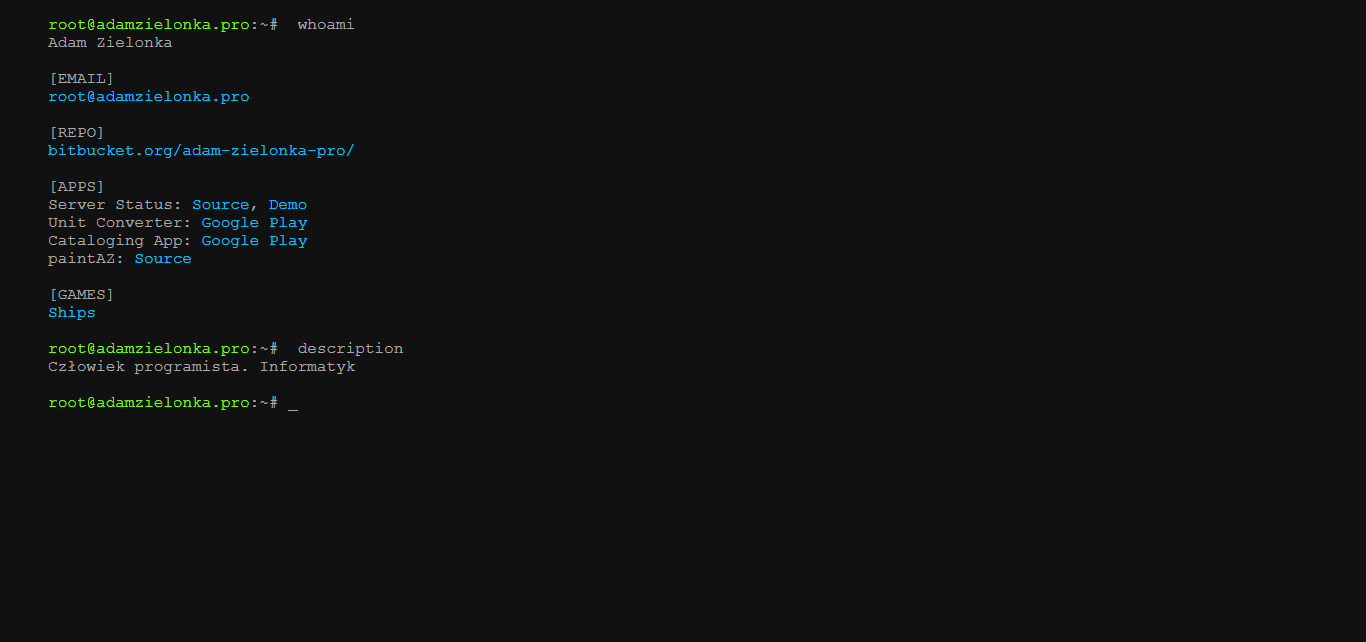 root@adamzielonka.pro:~# whoami
Adam Zielonka
[EMAIL]
root@adamzielonka.pro
[REPO]
bitbucket.org/adam-zielonka-pro/
[APPS]
Server Status: Source, Demo
Unit Converter: Google Play
Cataloging App: Google Play
paintAZ: Source
[GAMES]
Ships
root@adamzielonka.pro:~# description
Człowiek programista. Informatyk
root@adamzielonka.pro:~# _